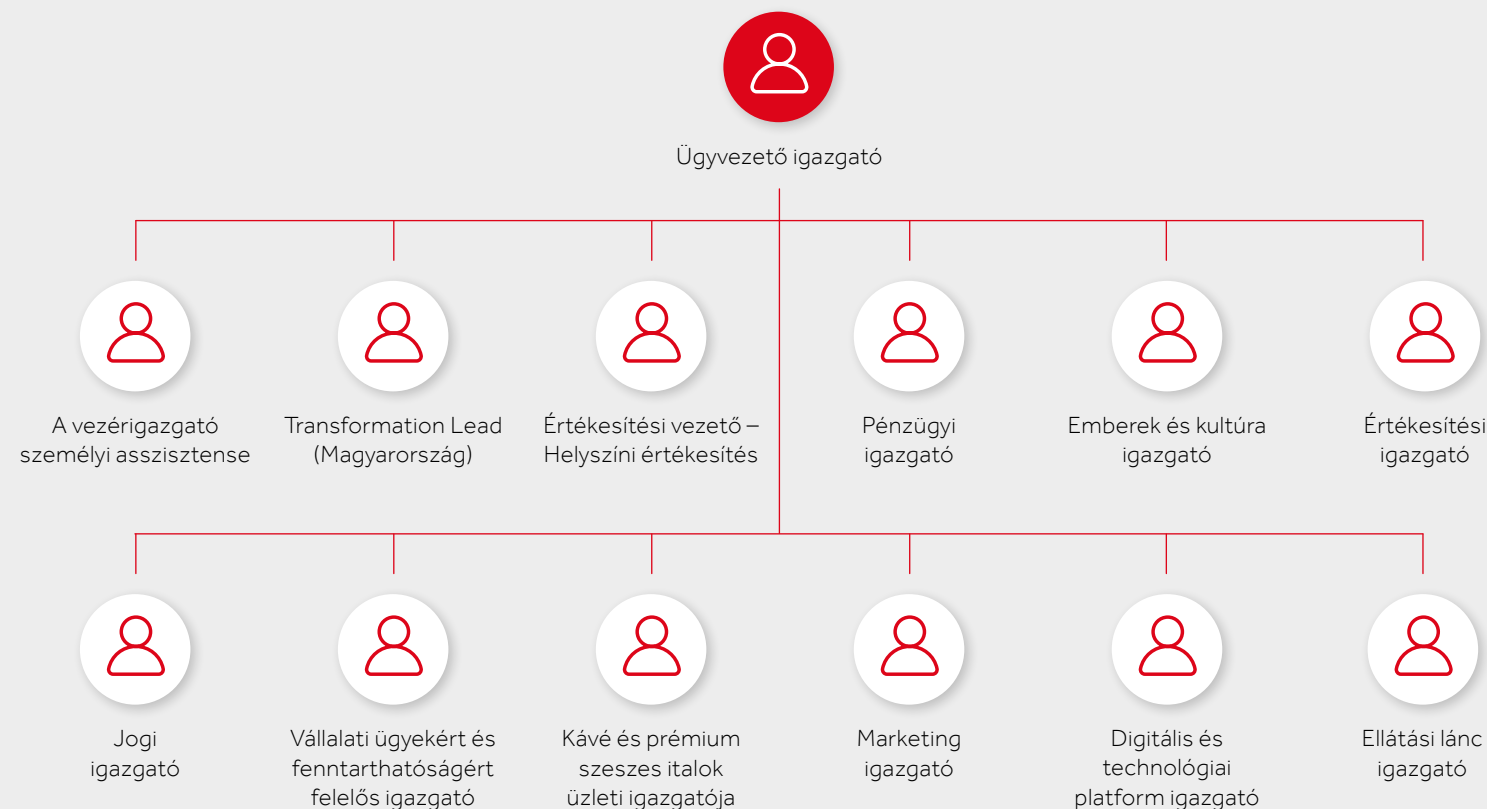 Ügyvezető igazgató
A vezérigazgató
személyi asszisztense
Transformation Lead
(Magyarország)
Értékesítési vezető –
Helyszíni értékesítés
Pénzügyi
igazgató
Emberek és kultúra
igazgató
Értékesítési
igazgató
Jogi
igazgató
Vállalati ügyekért és
fenntarthatóságért
felelős igazgató
Kávé és prémium
szeszes italok
üzleti igazgatója
Marketing
igazgató
Digitális és
technológiai
platform igazgató
Ellátási lánc
igazgató